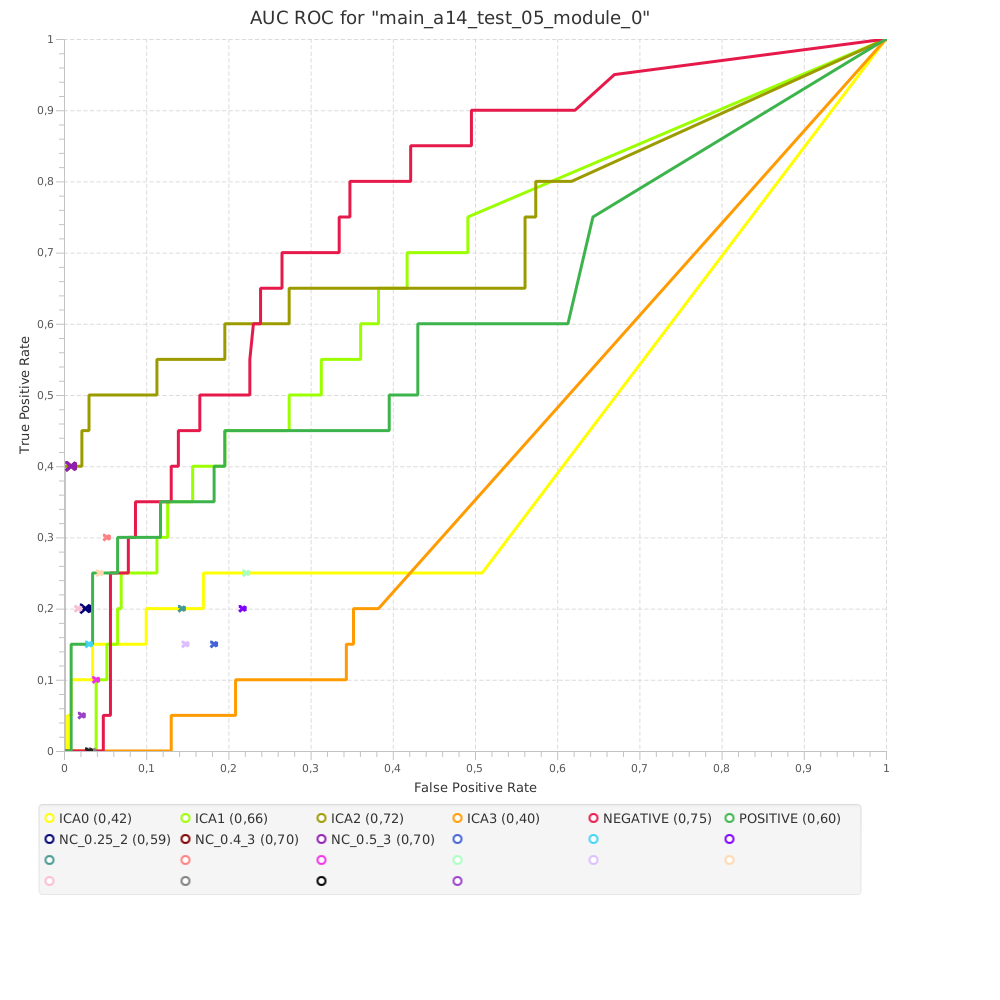 AUC ROC for "main_a14_test_05_module_0"
1
0,9
0,8
0,7
0,6
0,5
0,4
0,3
0,2
0,1
0
True Positive Rate
0 0,1 0,2 0,3 0,4 0,5 0,6 0,7 0,8 0,9 1
False Positive Rate
ICA0 (0,42) ICA1 (0,66) ICA2 (0,72) ICA3 (0,40) NEGATIVE (0,75) POSITIVE (0,60)
NC_0.25_2 (0,59) NC_0.4_3 (0,70) NC_0.5_3 (0,70)